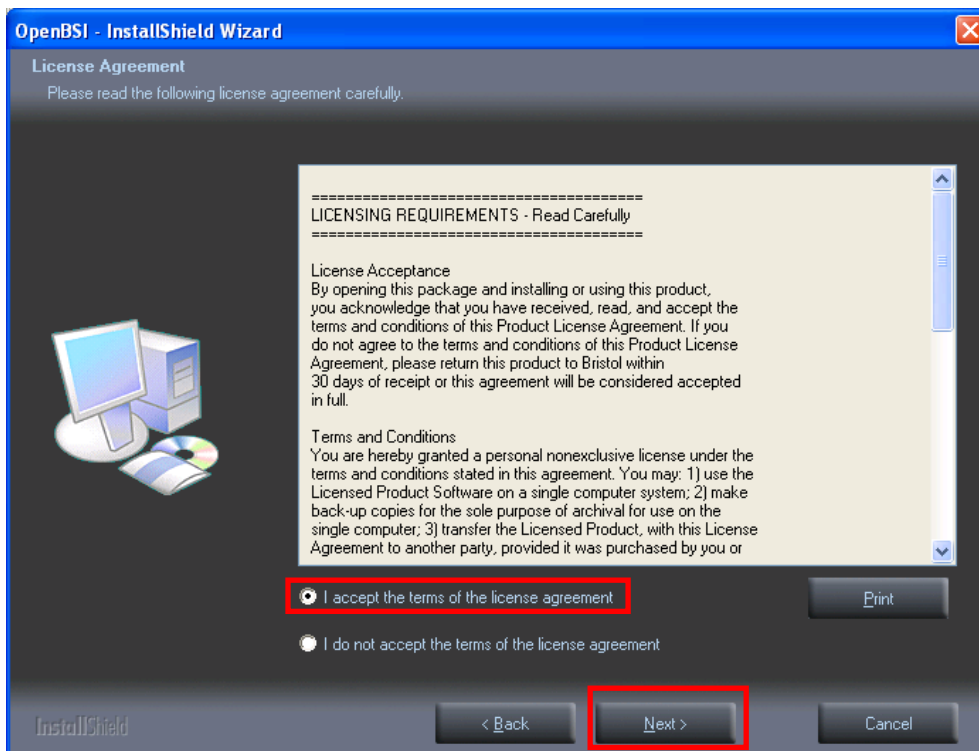 OpenBSI - InstallShield Wizard
License Agreement
Please read the following license agreement carefully.
=======================================
LICENSING REQUIREMENTS - Read Carefully
=======================================
License Acceptance
By opening this package and installing or using this product,
you acknowledge that you have received, read, and accept the
terms and conditions of this Product License Agreement. If you
do not agree to the terms and conditions of this Product License
Agreement, please return this product to Bristol within
30 days of receipt or this agreement will be considered accepted
in full.
Terms and Conditions
You are hereby granted a personal nonexclusive license under the
terms and conditions stated in this agreement. You may: 1) use the
Licensed Product Software on a single computer system; 2) make
back-up copies for the sole purpose of archival for use on the
single computer; 3) transfer the Licensed Product, with this License
Agreement to another party, provided it was purchased by you or
I accept the terms of the license agreement
Print
I do not accept the terms of the license agreement
InstallShield
< Back
Next >
Cancel